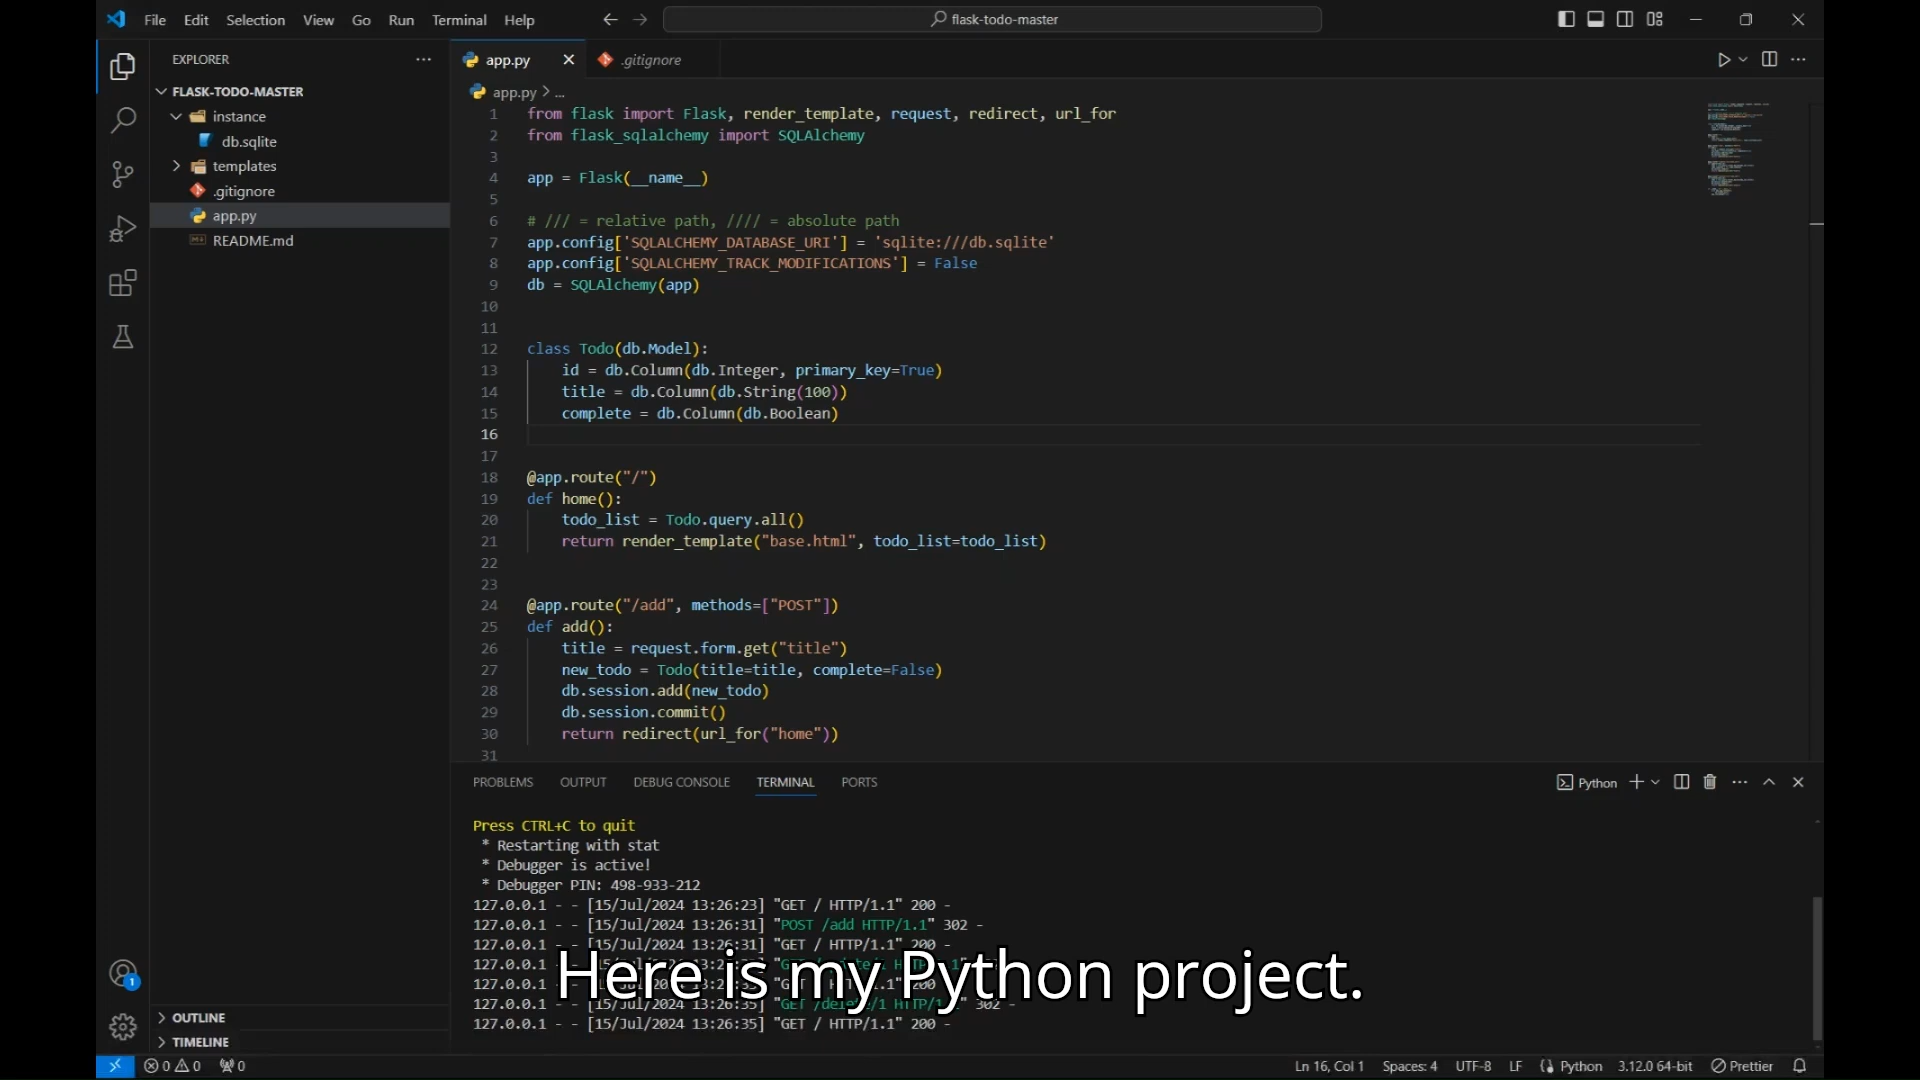 File Edit Selection View Go Run Terminal Help
flask-todo-master
EXPLORER
FLASK-TODO-MASTER
instance
db.sqlite
templates
.gitignore
app.py
README.md
OUTLINE
TIMELINE
app.py
.gitignore
app.py > ...
1 from flask import Flask, render_template, request, redirect, url_for
2 from flask_sqlalchemy import SQLAlchemy
3
4 app = Flask(__name__)
5
6 # /// = relative path, //// = absolute path
7 app.config['SQLALCHEMY_DATABASE_URI'] = 'sqlite:///db.sqlite'
8 app.config['SQLALCHEMY_TRACK_MODIFICATIONS'] = False
9 db = SQLAlchemy(app)
10
11
12 class Todo(db.Model):
13 id = db.Column(db.Integer, primary_key=True)
14 title = db.Column(db.String(100))
15 complete = db.Column(db.Boolean)
16
17
18 @app.route("/")
19 def home():
20 todo_list = Todo.query.all()
21 return render_template("base.html", todo_list=todo_list)
22
23
24 @app.route("/add", methods=["POST"])
25 def add():
26 title = request.form.get("title")
27 new_todo = Todo(title=title, complete=False)
28 db.session.add(new_todo)
29 db.session.commit()
30 return redirect(url_for("home"))
31
PROBLEMS OUTPUT DEBUG CONSOLE TERMINAL PORTS
Python
Press CTRL+C to quit
* Restarting with stat
* Debugger is active!
* Debugger PIN: 498-933-212
127.0.0.1 - - [15/Jul/2024 13:26:23] "GET / HTTP/1.1" 200 -
127.0.0.1 - - [15/Jul/2024 13:26:31] "POST /add HTTP/1.1" 302 -
127.0.0.1 - - [15/Jul/2024 13:26:31] "GET / HTTP/1.1" 200 -
127.0.0.1 - -
127.0.0.1 - -
127.0.0.1 - - [15/Jul/2024 13:26:35] "GET /delete/1 302 -
127.0.0.1 - - [15/Jul/2024 13:26:35] "GET / HTTP/1.1" 200 -
Here is my Python project.
1
0 0 0
Ln 16, Col 1 Spaces: 4 UTF-8 LF Python 3.12.0 64-bit Prettier